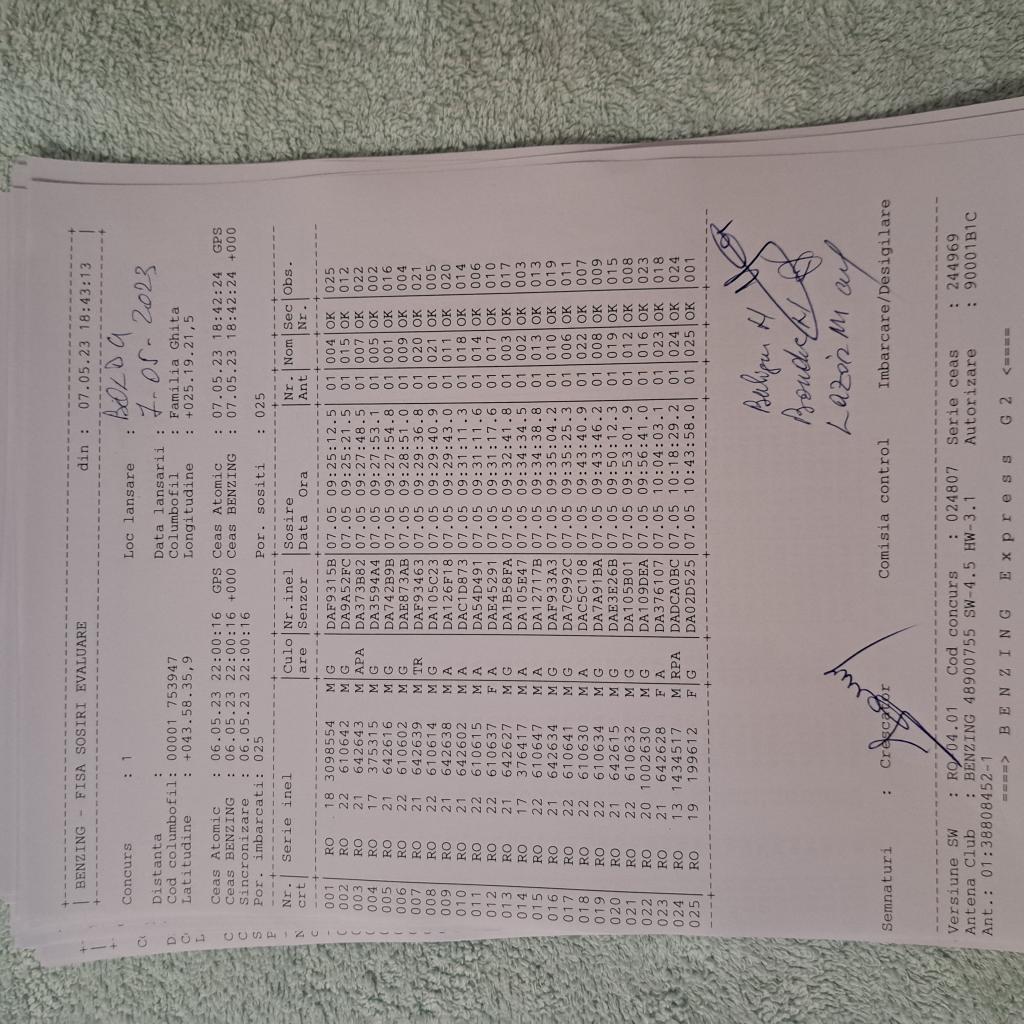 BENZING - FISA SOSIRI EVALUARE din : 07.05.23 18:43:13
Concurs : 1 Loc lansare :
Data lansarii : 7-05-2023
Distanta : Columbofil : Familia Ghita
Cod columbofil: 00001 753947 Longitudine : +025.19.21,5
Latitudine : +043.58.35,9
Ceas Atomic : 06.05.23 22:00:16 GPS Ceas Atomic : 07.05.23 18:42:24 GPS
Ceas BENZING : 06.05.23 22:00:16 +000 Ceas BENZING : 07.05.23 18:42:24 +000
Sincronizare : 06.05.23 22:00:16
Por. imbarcati: 025 Por. sositi : 025
Nr. Serie inel Culo Nr.inel Sosire Nr. Nom Sec Obs.
crt are Senzor Data Ora Ant Nr.
001 RO 18 3098554 M G DAF9315B 07.05 09:25:12.5 01 004 OK 025
002 RO 22 610642 M G DA9A52FC 07.05 09:25:21.5 01 015 OK 012
003 RO 21 642643 M APA DA373B82 07.05 09:27:48.5 01 007 OK 022
004 RO 17 375315 M G DA3594A4 07.05 09:27:53.1 01 005 OK 002
005 RO 21 642616 M G DA742B9B 07.05 09:27:54.8 01 001 OK 016
006 RO 22 610602 M G DAE873AB 07.05 09:28:51.0 01 009 OK 004
007 RO 21 642639 M TR DAF93463 07.05 09:29:36.8 01 020 OK 021
008 RO 22 610614 M G DA105C23 07.05 09:29:40.9 01 021 OK 005
009 RO 21 642638 M A DA126F18 07.05 09:29:43.0 01 011 OK 020
010 RO 21 642602 M A DAC1D873 07.05 09:31:11.3 01 018 OK 014
011 RO 22 610615 M A DA54D491 07.05 09:31:11.6 01 014 OK 006
012 RO 22 610637 F A DAE45291 07.05 09:31:17.6 01 017 OK 010
013 RO 21 642627 M G DA1B58FA 07.05 09:32:41.8 01 003 OK 017
014 RO 17 376417 M A DA105E47 07.05 09:34:34.5 01 002 OK 003
015 RO 22 610647 M A DA12717B 07.05 09:34:38.8 01 013 OK 013
016 RO 21 642634 M G DAF933A3 07.05 09:35:04.2 01 010 OK 019
017 RO 22 610641 M G DA7C992C 07.05 09:35:25.3 01 006 OK 011
018 RO 22 610630 M A DAC5C108 07.05 09:43:40.9 01 022 OK 007
019 RO 22 610634 M G DA7A91BA 07.05 09:43:46.2 01 008 OK 009
020 RO 21 642615 M G DAE3E26B 07.05 09:50:12.3 01 019 OK 015
021 RO 22 610632 M G DA105B01 07.05 09:53:01.9 01 012 OK 008
022 RO 20 1002630 M G DA109DEA 07.05 09:56:41.0 01 016 OK 023
023 RO 21 642628 F A DA376107 07.05 10:04:03.1 01 023 OK 018
024 RO 13 1434517 M RPA DADCA0BC 07.05 10:18:29.2 01 024 OK 024
025 RO 19 199612 F G DA02D525 07.05 10:43:58.0 01 025 OK 001
Semnaturi : Crescator Comisia control Imbarcare/Desigilare
Versiune SW : RO 04.01 Cod concurs : 024807 Serie ceas : 244969
Antena Club : BENZING 48900755 SW-4.5 HW-3.1 Autorizare : 90001B1C
Ant.: 01:38808452-1
====> B E N Z I N G E x p r e s s G 2 <====